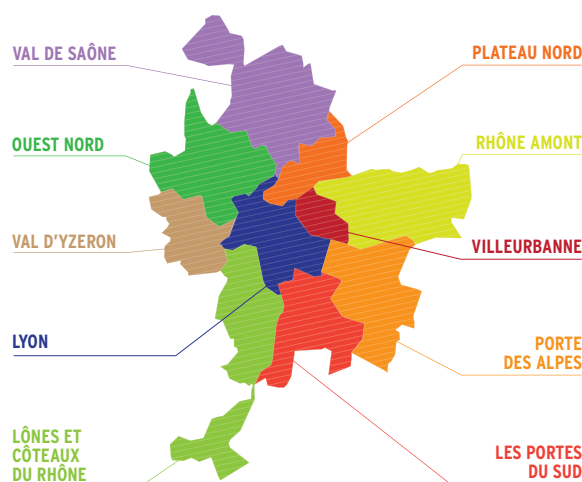 VAL DE SAÔNE
PLATEAU NORD
OUEST NORD
RHÔNE AMONT
VAL D'YZERON
VILLEURBANNE
LYON
PORTE
DES ALPES
LÔNES ET
CÔTEAUX
DU RHÔNE
LES PORTES
DU SUD